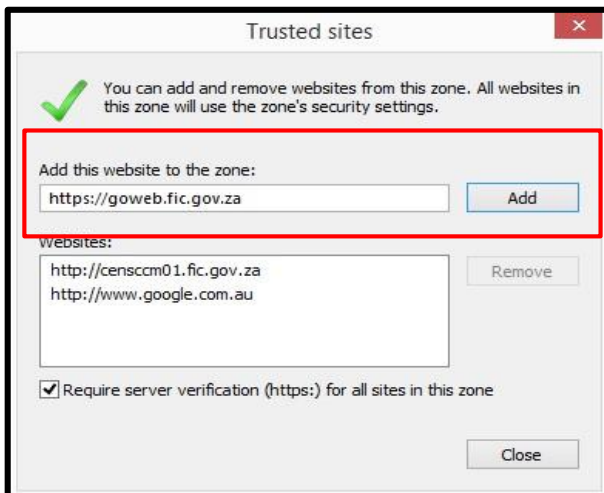 Trusted sites
You can add and remove websites from this zone. All websites in
this zone will use the zone's security settings.
Add this website to the zone:
https://goweb.fic.gov.za
Add
Websites:
http://censccm01.fic.gov.za
http://www.google.com.au
Remove
Require server verification (https:) for all sites in this zone
Close